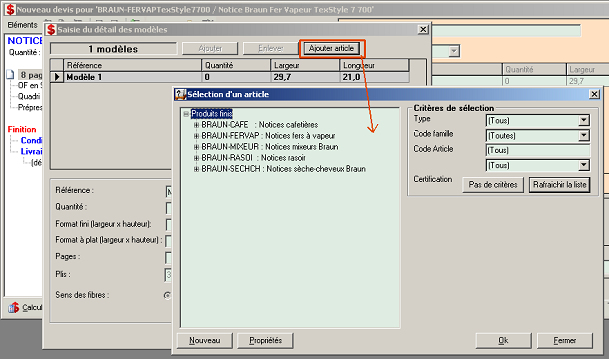 Nouveau devis pour 'BRAUN-FERVAPTexStyle7700 / Notice Braun Fer Vapeur TexStyle 7 700'
Eléments
NOTIC
Quantité :
8 pag
OF en S
Quadri
Prépres
Finition
Condi
Livrai
(dé
Calcul
Saisie du détail des modèles
1 modèles
Ajouter
Enlever
Ajouter article
Référence
Quantité
Largeur
Longueur
Modèle 1
0
29,7
21,0
Quantité
Largeur
0
29,7
Référence :
Quantité :
Format fini (largeur x hauteur):
Format à plat (largeur x hauteur) :
Pages :
Plis :
Sens des fibres :
Sélection d'un article
Produits finis
BRAUN-CAFE : Notices cafetières
BRAUN-FERVAP : Notices fers à vapeur
BRAUN-MIXEUR : Notices mixeurs Braun
BRAUN-RASOI : Notices rasoir
BRAUN-SECHCH : Notices sèche-cheveux Braun
Critères de sélection
Type
(Tous)
Code famille
(Toutes)
Code Article
(Tous)
(Tous)
Certification
Pas de critères
Rafraichir la liste
Nouveau
Propriétés
Ok
Fermer